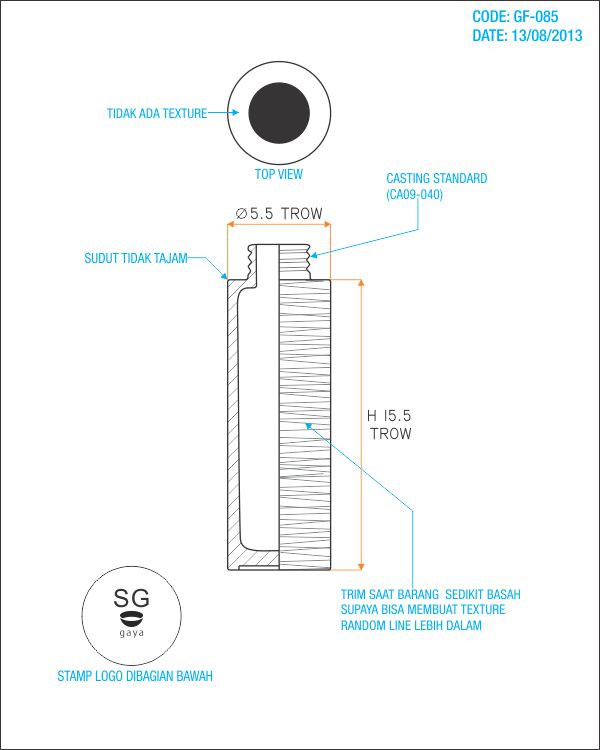 CODE: GF-085
DATE: 13/08/2013
TIDAK ADA TEXTURE
TOP VIEW
CASTING STANDARD
(CA09-040)
∅5.5 TROW
SUDUT TIDAK TAJAM
H 15.5
TROW
TRIM SAAT BARANG SEDIKIT BASAH
SUPAYA BISA MEMBUAT TEXTURE
RANDOM LINE LEBIH DALAM
SG
gaya
STAMP LOGO DIBAGIAN BAWAH